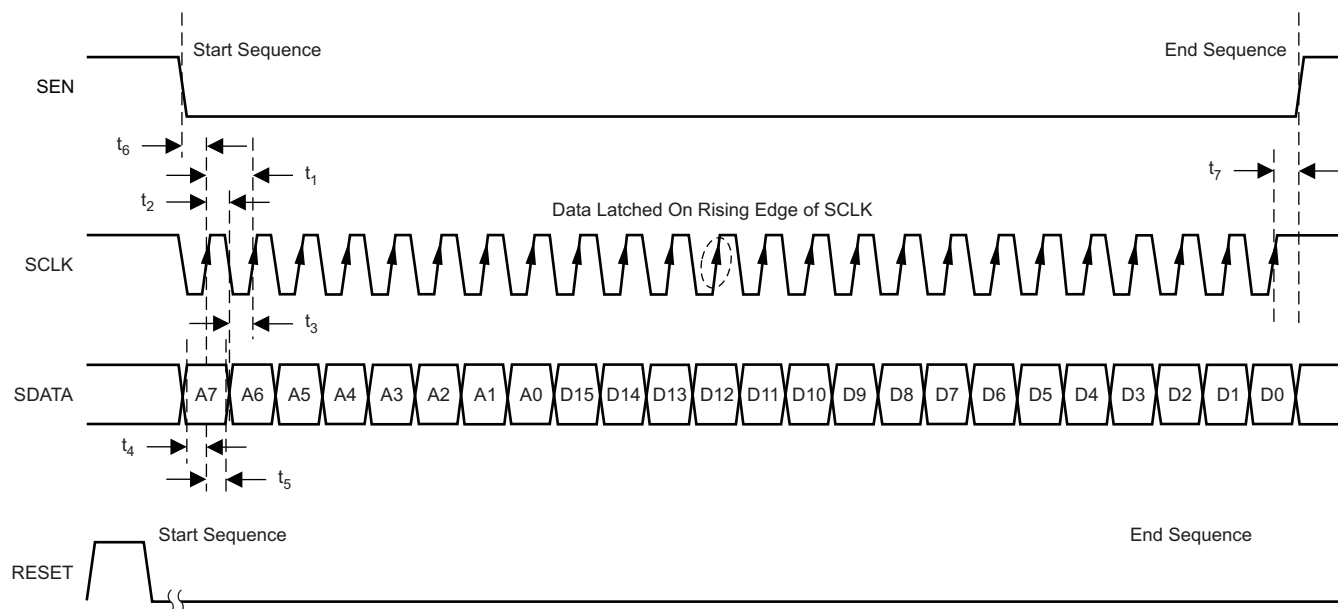 Start Sequence
End Sequence
SEN
t6
t1
t7
t2
Data Latched On Rising Edge of SCLK
SCLK
t3
SDATA
A7 A6 A5 A4 A3 A2 A1 A0 D15 D14 D13 D12 D11 D10 D9 D8 D7 D6 D5 D4 D3 D2 D1 D0
t4
t5
Start Sequence
End Sequence
RESET